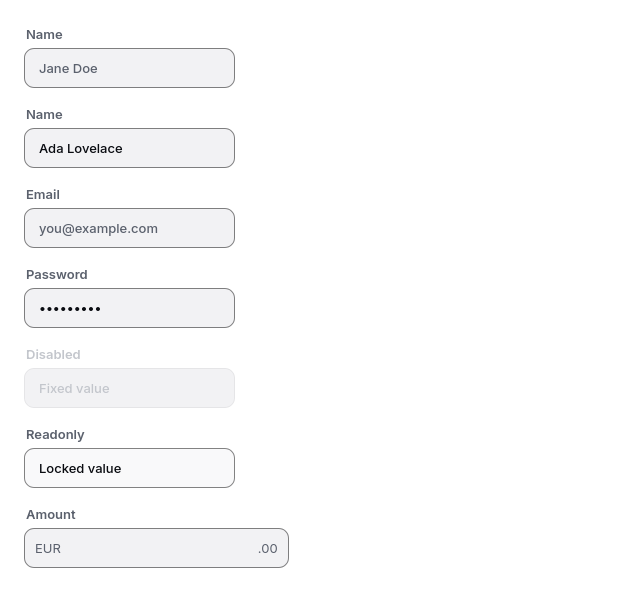 Name
Jane Doe
Name
Ada Lovelace
Email
you@example.com
Password
•••••••••
Disabled
Fixed value
Readonly
Locked value
Amount
EUR .00